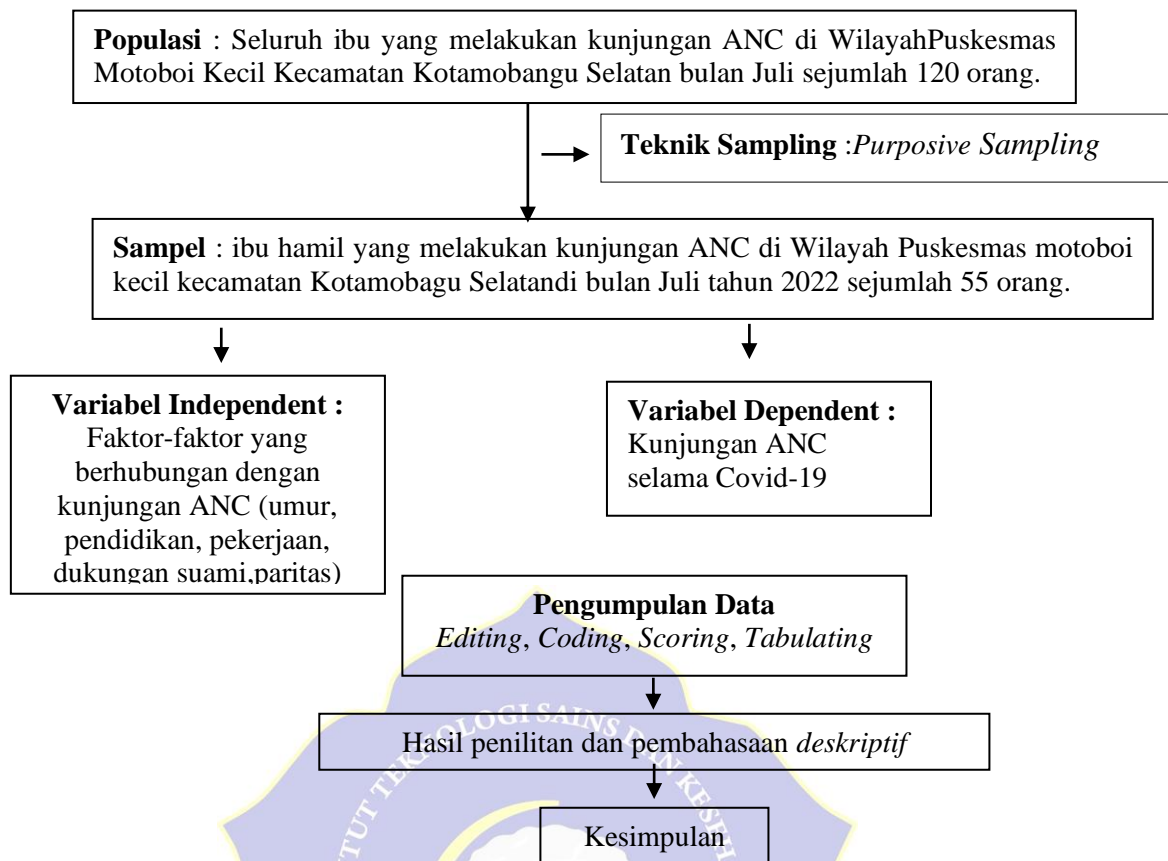 Populasi : Seluruh ibu yang melakukan kunjungan ANC di WilayahPuskesmas
Motoboi Kecil Kecamatan Kotamobangu Selatan bulan Juli sejumlah 120 orang.
Teknik Sampling :Purposive Sampling
Sampel : ibu hamil yang melakukan kunjungan ANC di Wilayah Puskesmas motoboi
kecil kecamatan Kotamobagu Selatandi bulan Juli tahun 2022 sejumlah 55 orang.
Variabel Independent :
Faktor-faktor yang
berhubungan dengan
kunjungan ANC (umur,
pendidikan, pekerjaan,
dukungan suami,paritas)
Variabel Dependent :
Kunjungan ANC
selama Covid-19
Pengumpulan Data
Editing, Coding, Scoring, Tabulating
Hasil penilitan dan pembahasaan deskriptif
Kesimpulan
SAINS